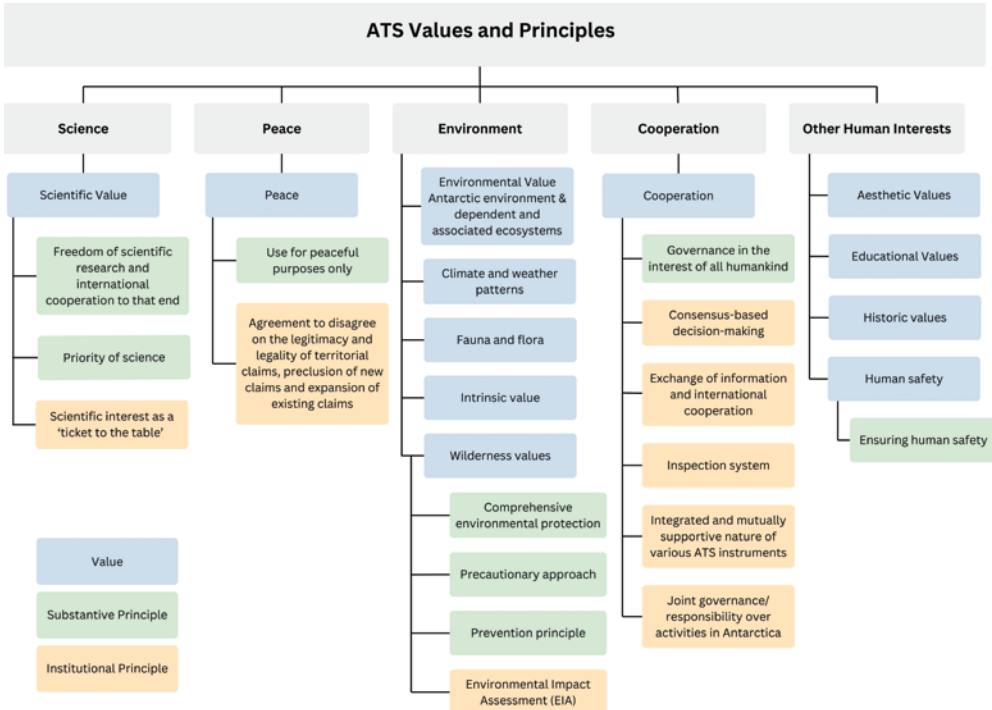 ATS Values and Principles
Science
Peace
Environment
Cooperation
Other Human Interests
Scientific Value
Freedom of scientific
research and
international
cooperation to that end
Priority of science
Scientific interest as a
‘ticket to the table’
Peace
Use for peaceful
purposes only
Agreement to disagree
on the legitimacy and
legality of territorial
claims, preclusion of new
claims and expansion of
existing claims
Environmental Value
Antarctic environment &
dependent and
associated ecosystems
Climate and weather
patterns
Fauna and flora
Intrinsic value
Wilderness values
Comprehensive
environmental protection
Precautionary approach
Prevention principle
Environmental Impact
Assessment (EIA)
Cooperation
Governance in the
interest of all humankind
Consensus-based
decision-making
Exchange of information
and international
cooperation
Inspection system
Integrated and mutually
supportive nature of
various ATS instruments
Joint governance/
responsibility over
activities in Antarctica
Aesthetic Values
Educational Values
Historic values
Human safety
Ensuring human safety
Value
Substantive Principle
Institutional Principle